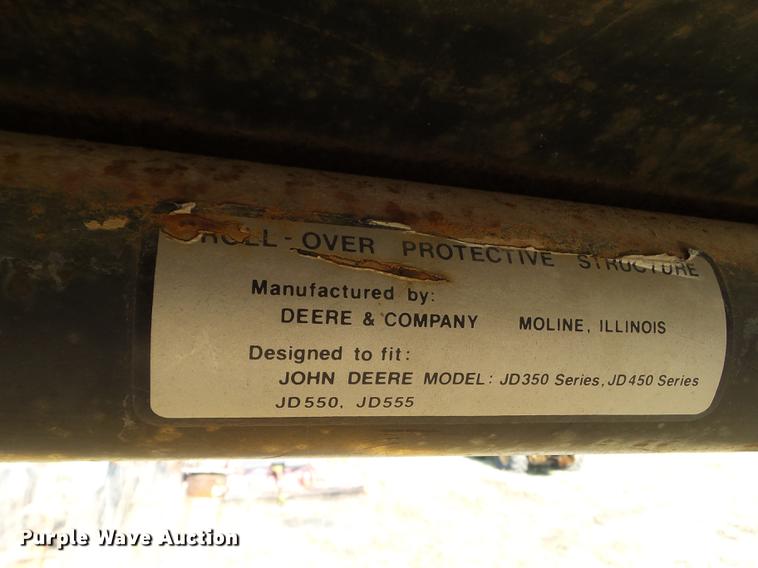 ROLL-OVER PROTECTIVE STRUCTURE
Manufactured by:
DEERE & COMPANY MOLINE, ILLINOIS
Designed to fit:
JOHN DEERE MODEL: JD350 Series, JD450 Series
JD550, JD555
Purple Wave Auction